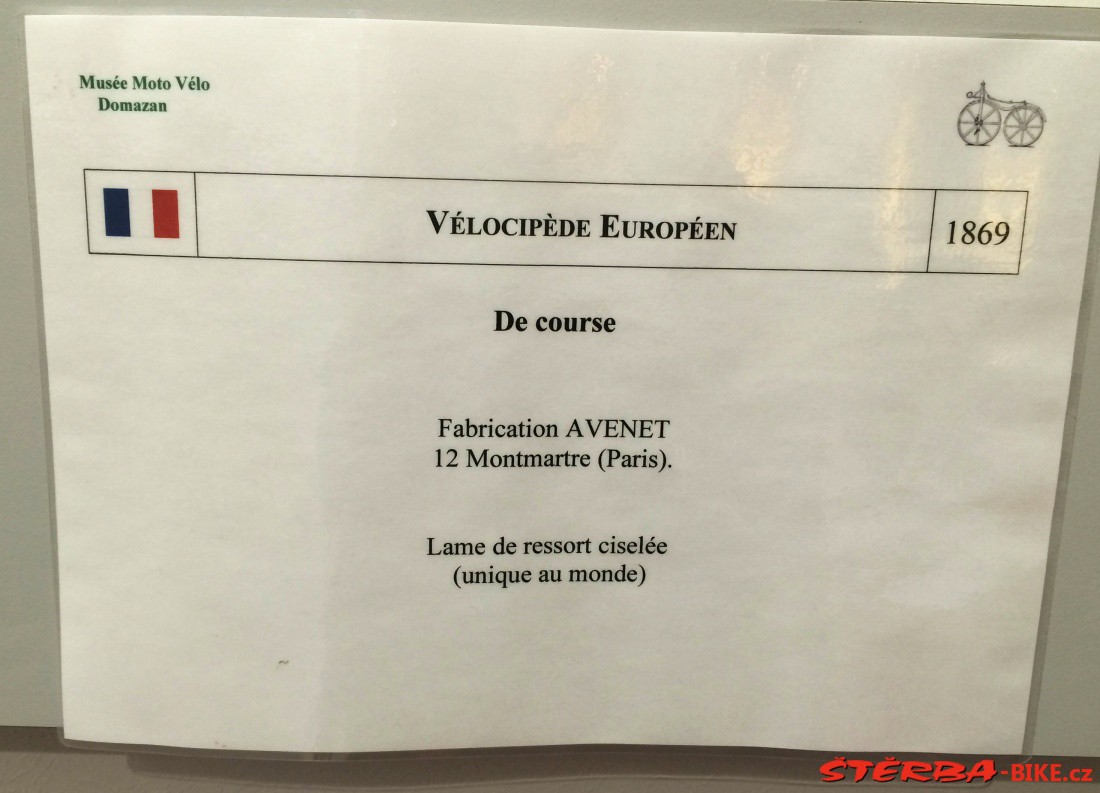 Musée Moto Vélo
Domazan
VÉLOCIPÈDE EUROPÉEN
1869
De course
Fabrication AVENET
12 Montmartre (Paris).
Lame de ressort ciselée
(unique au monde)
ŠTĚRBA-BIKE.cz